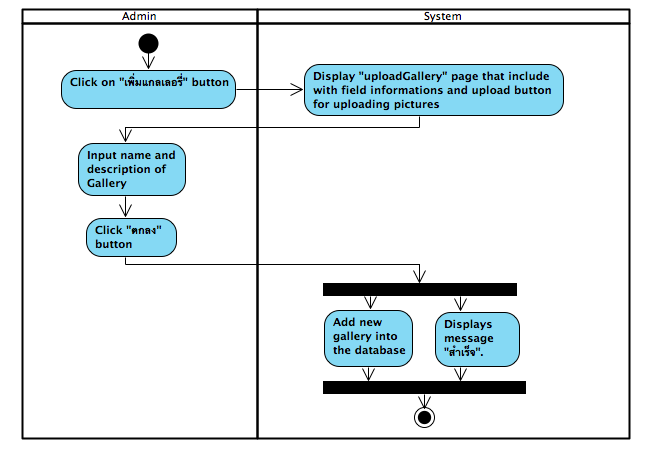 Admin
System
Click on "เพิ่มแกลเลอรี่" button
Display "uploadGallery" page that include
with field informations and upload button
for uploading pictures
Input name and
description of
Gallery
Click "ตกลง"
button
Add new
gallery into
the database
Displays
message
"สำเร็จ".